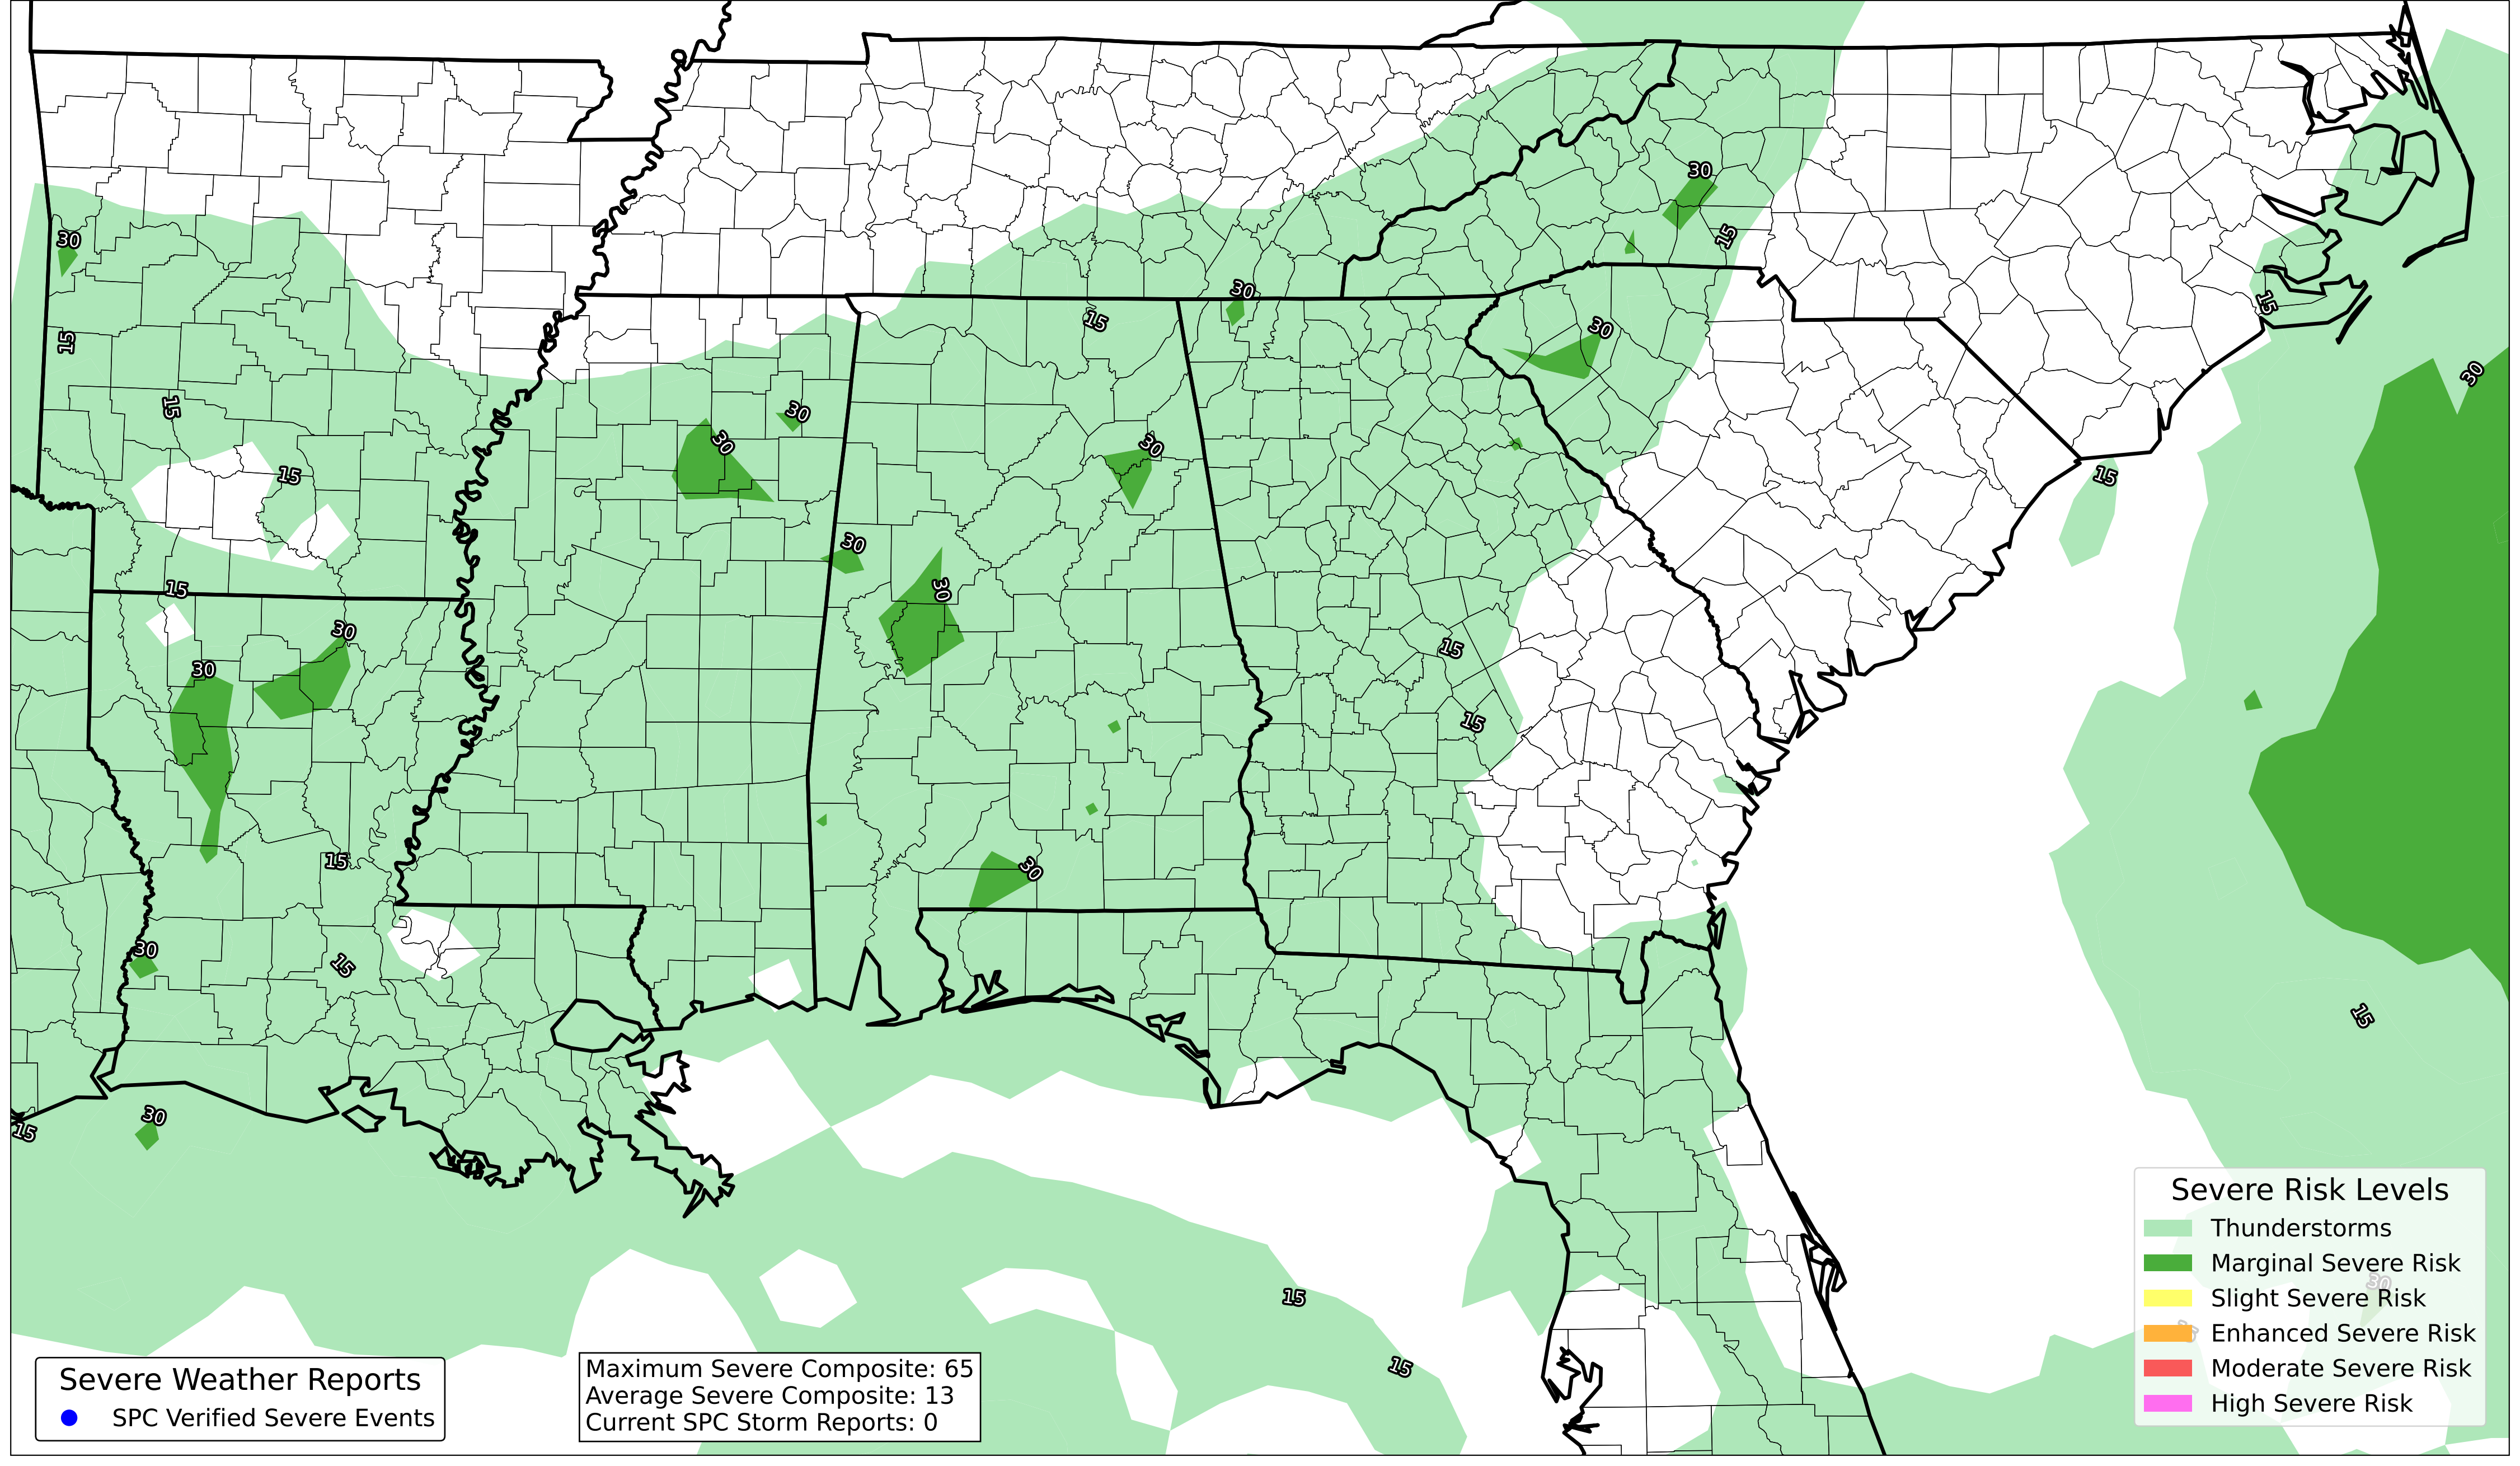 30
30
15
30
15
30
15
30
15
30
15
30
30
30
15
15
30
15
30
30
15
30
15
15
30
15
30
30
15
15
30
15
15
15
Severe Risk Levels
Thunderstorms
Marginal Severe Risk
30
Slight Severe Risk
Enhanced Severe Risk
Moderate Severe Risk
High Severe Risk
Severe Weather Reports
SPC Verified Severe Events
Maximum Severe Composite: 65
Average Severe Composite: 13
Current SPC Storm Reports: 0